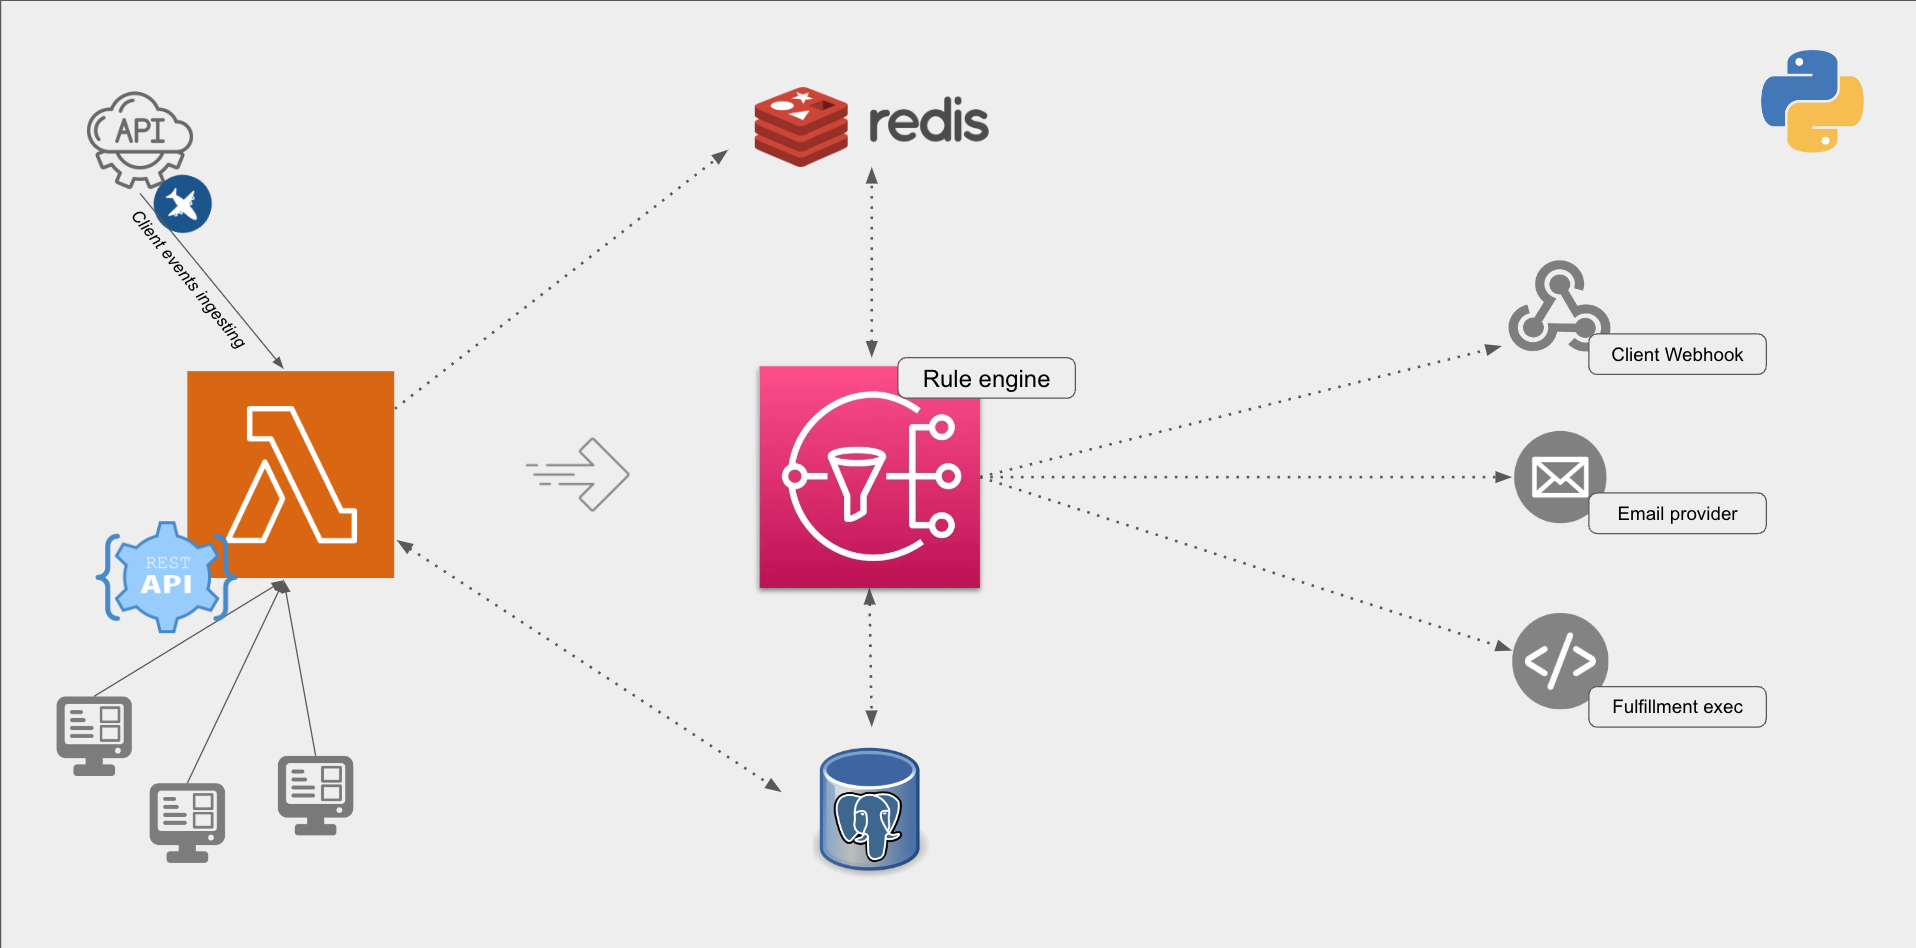 API
Client events ingesting
redis
Rule engine
Client Webhook
Email provider
REST
API
Fulfillment exec